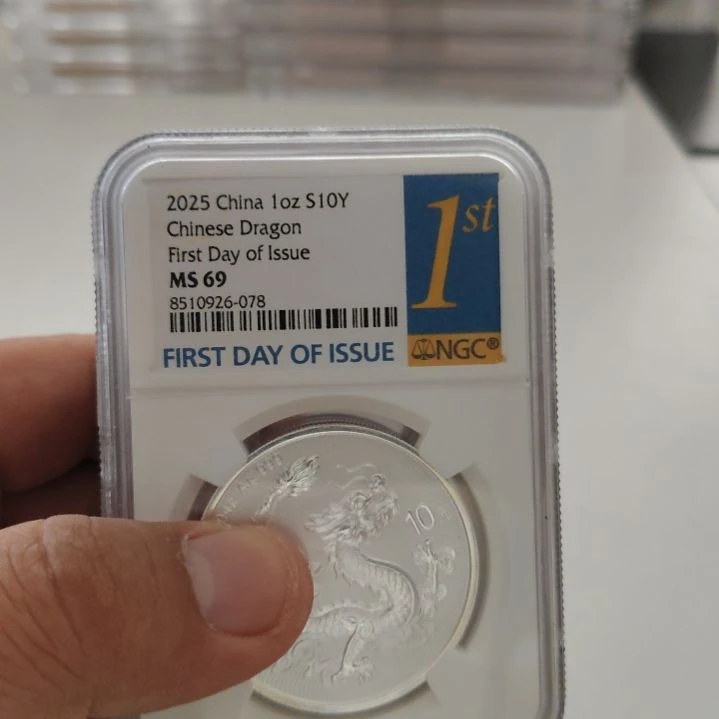 2025 China 1oz S10Y
Chinese Dragon
First Day of Issue
MS 69
8510926-078
FIRST DAY OF ISSUE
1st
NGC®
10